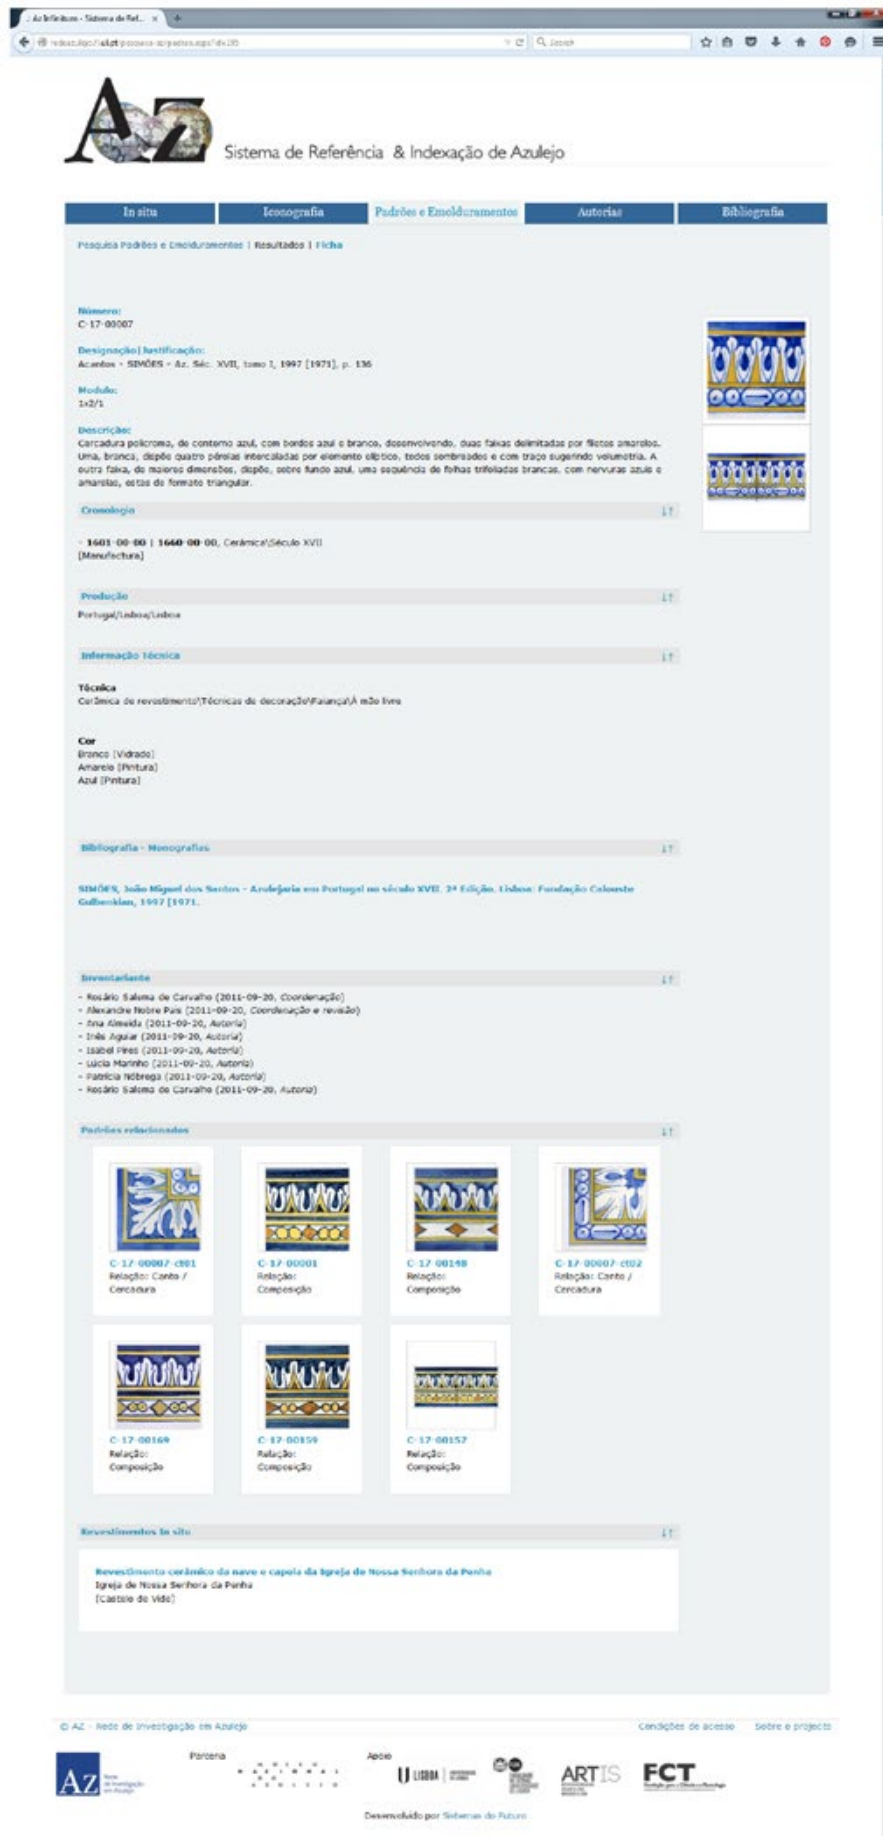 : Az Infinitum - Sistema de Ref...
Search
AZ
Sistema de Referência & Indexação de Azulejo
In situ
Iconografia
Padrões e Emolduramentos
Autorias
Bibliografia
Pesquisa Padrões e Emolduramentos | Resultados | Ficha
Número:
C-17-00007
Designação|Justificação:
Acantos - SIMÕES - Az. Séc. XVII, tomo I, 1997 [1971], p. 136
Modulo:
1x2/1
Descrição:
Cercadura policroma, de contorno azul, com bordos azul e branco, desenvolvendo, duas faixas delimitadas por filetes amarelos.
Uma, branca, dispõe quatro pérolas intercaladas por elemento elíptico, todos sombreados e com traço sugerindo volumetria. A
outra faixa, de maiores dimensões, dispõe, sobre fundo azul, uma sequência de folhas trifoliadas brancas, com nervuras azuis e
amarelas, estas de formato triangular.
Cronologia
- 1601-00-00 | 1660-00-00, Cerâmica\Século XVII
[Manufactura]
Produção
Portugal/Lisboa/Lisboa
Informação Técnica
Técnica
Cerâmica de revestimento\Técnicas de decoração\Faiança\À mão livre
Cor
Branco [Vidrado]
Amarelo [Pintura]
Azul [Pintura]
Bibliografia - Monografias
SIMÕES, João Miguel dos Santos - Azulejaria em Portugal no século XVII. 2ª Edição. Lisboa: Fundação Calouste
Gulbenkian, 1997 [1971.
Inventariante
- Rosário Salema de Carvalho (2011-09-20, Coordenação)
- Alexandre Nobre Pais (2011-09-20, Coordenação e revisão)
- Ana Almeida (2011-09-20, Autoria)
- Inês Aguiar (2011-09-20, Autoria)
- Isabel Pires (2011-09-20, Autoria)
- Lúcia Marinho (2011-09-20, Autoria)
- Patrícia Nóbrega (2011-09-20, Autoria)
- Rosário Salema de Carvalho (2011-09-20, Autoria)
Padrões relacionados
C-17-00007-ct01
Relação: Canto /
Cercadura
C-17-00001
Relação:
Composição
C-17-00148
Relação:
Composição
C-17-00007-ct02
Relação: Canto /
Cercadura
C-17-00169
Relação:
Composição
C-17-00159
Relação:
Composição
C-17-00157
Relação:
Composição
Revestimentos In situ
Revestimento cerâmico da nave e capela da Igreja de Nossa Senhora da Penha
Igreja de Nossa Senhora da Penha
[Castelo de Vide]
© AZ - Rede de Investigação em Azulejo
Condições de acesso
Sobre o projecto
Parceria
Apoio
Az Rede
de Investigação
em Azulejo
LISBOA
ARTIS
FCT
Desenvolvido por Sistemas do Futuro